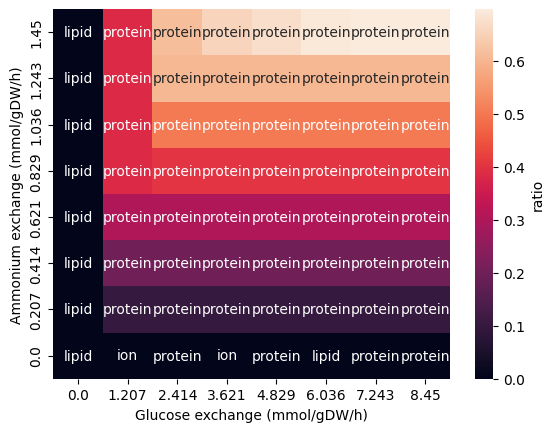 1.45 lipid protein protein protein protein protein protein protein
1.243 lipid protein protein protein protein protein protein protein
1.036 lipid protein protein protein protein protein protein protein
0.829 lipid protein protein protein protein protein protein protein
0.621 lipid protein protein protein protein protein protein protein
0.414 lipid protein protein protein protein protein protein protein
0.207 lipid protein protein protein protein protein protein protein
0.0 lipid ion protein ion protein lipid protein protein
0.0 1.207 2.414 3.621 4.829 6.036 7.243 8.45
Glucose exchange (mmol/gDW/h)
Ammonium exchange (mmol/gDW/h)
0.6
0.5
0.4
0.3
0.2
0.1
0.0
ratio